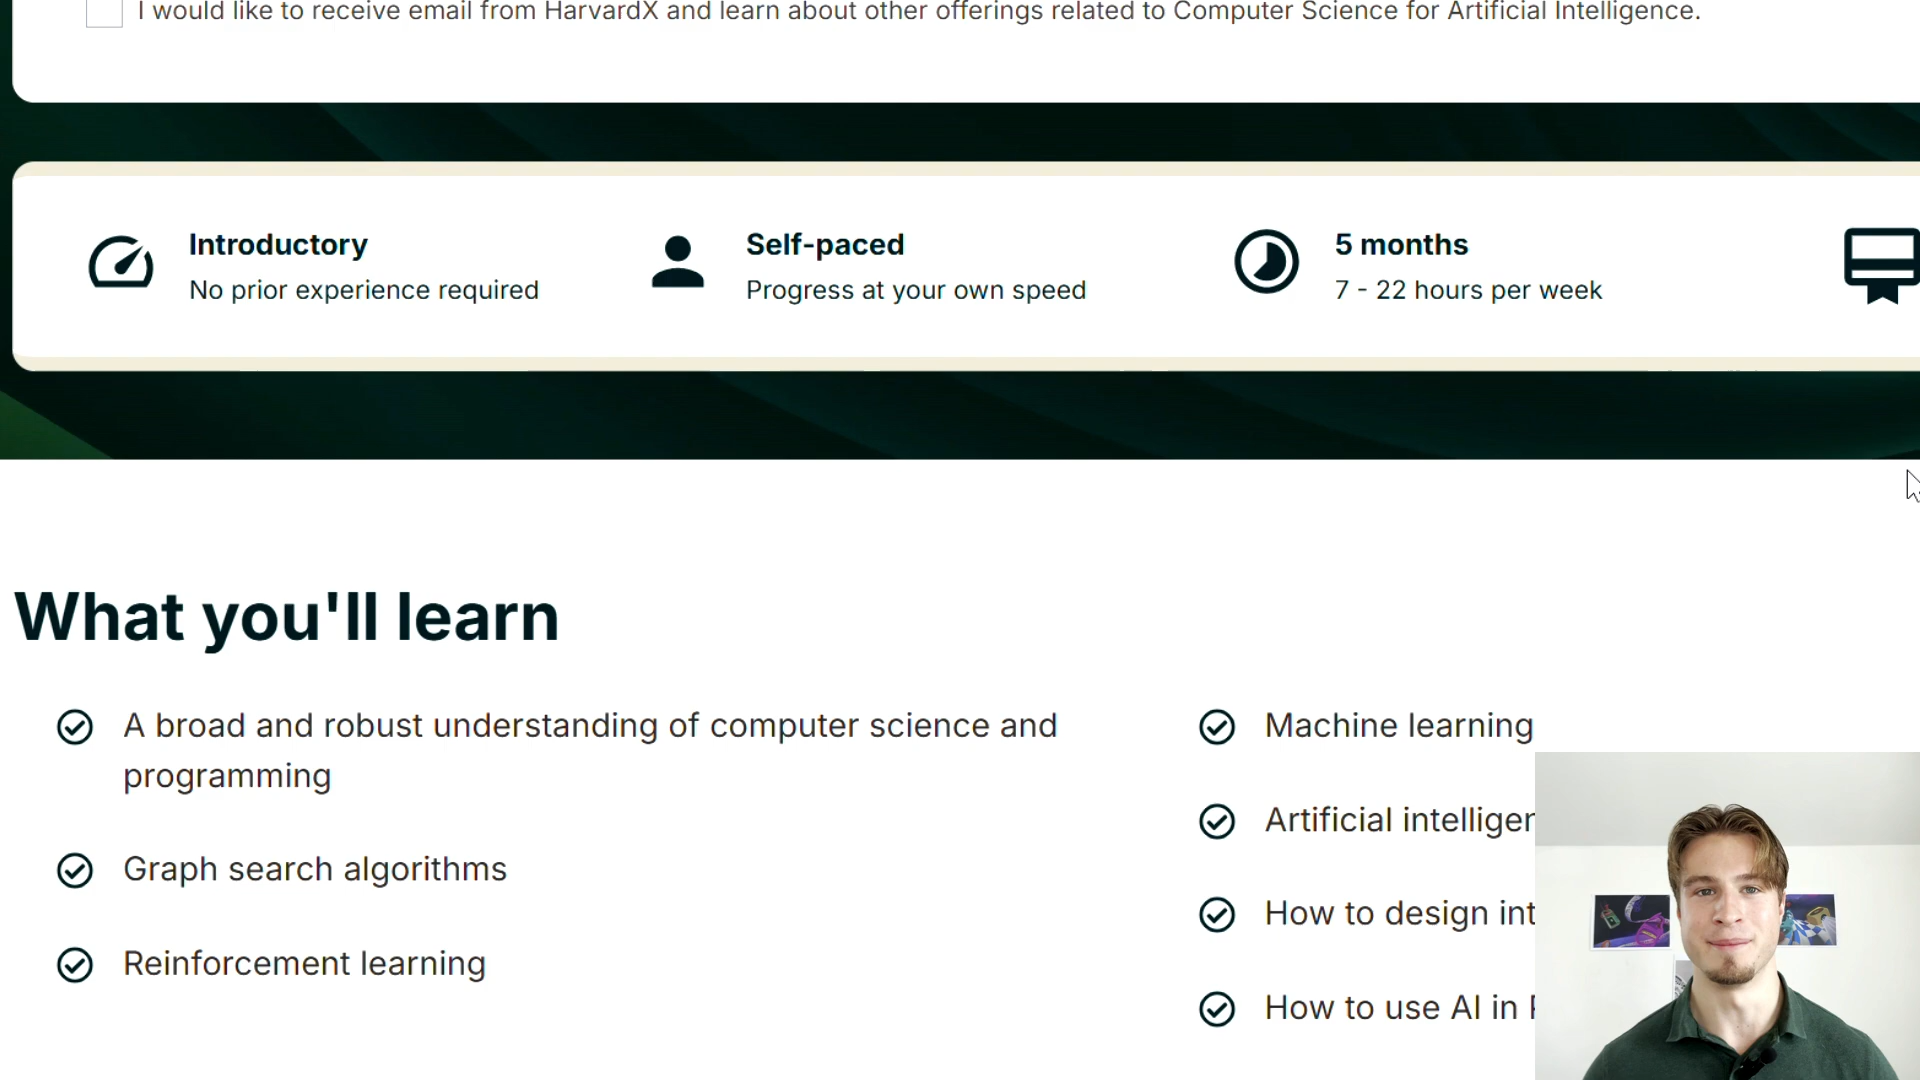 I would like to receive email from HarvardX and learn about other offerings related to Computer Science for Artificial Intelligence.
Introductory
No prior experience required
Self-paced
Progress at your own speed
5 months
7 - 22 hours per week
What you'll learn
A broad and robust understanding of computer science and
programming
Graph search algorithms
Reinforcement learning
Machine learning
Artificial
How to design
How to use AI in